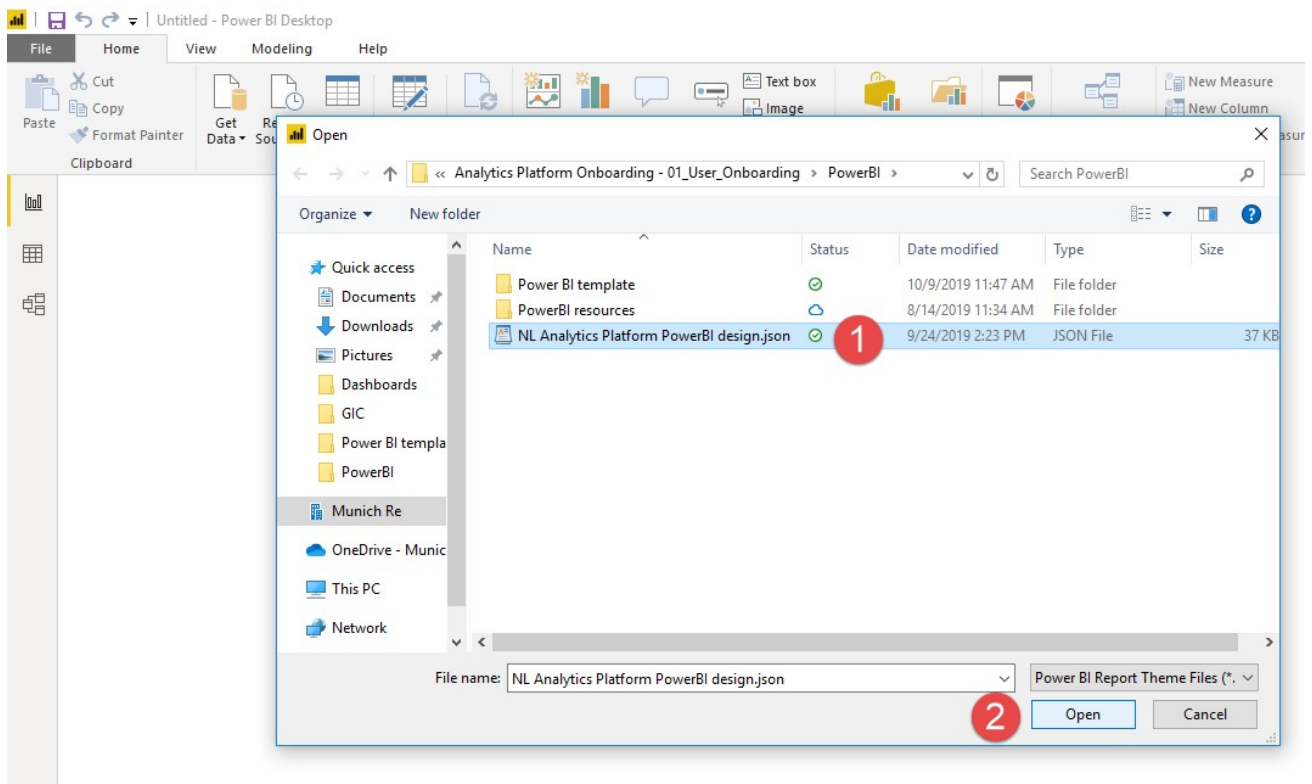 Untitled - Power BI Desktop
File Home View Modeling Help
Cut
Copy
Format Painter
Paste
Get
Data
Clipboard
Text box
Image
New Measure
New Column
Open
« Analytics Platform Onboarding - 01_User_Onboarding › PowerBI ›
Search PowerBI
Organize New folder
Name Status Date modified Type Size
Quick access
Documents
Downloads
Pictures
Dashboards
GIC
Power BI templa
PowerBI
Munich Re
OneDrive - Munic
This PC
Network
Power BI template 10/9/2019 11:47 AM File folder
PowerBI resources 8/14/2019 11:34 AM File folder
NL Analytics Platform PowerBI design.json 1 9/24/2019 2:23 PM JSON File 37 KB
File name: NL Analytics Platform PowerBI design.json Power BI Report Theme Files (*.
2 Open Cancel